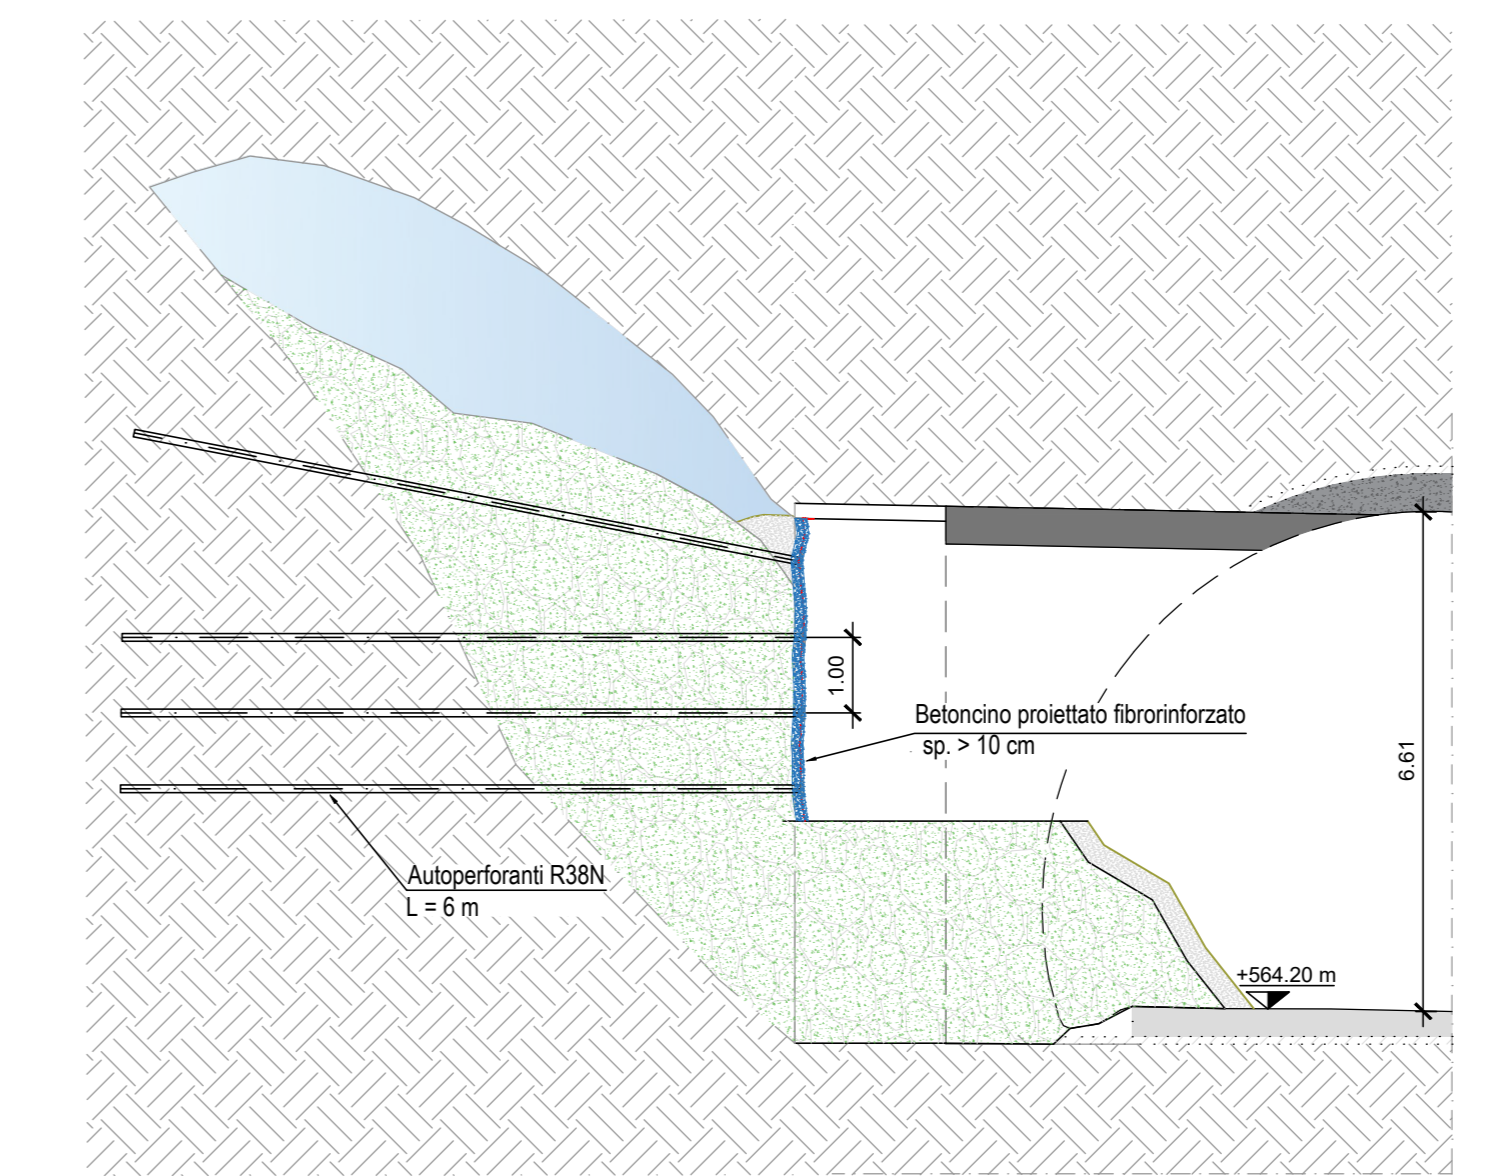 1.00
Betoncino proiettato fibrorinforzato
sp. > 10 cm
6.61
Autoperforanti R38N
L = 6 m
+564.20 m